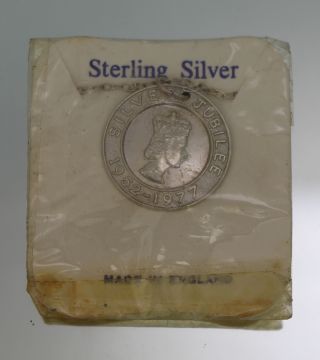 Sterling Silver
SILVER JUBILEE
1952-1977
MADE IN ENGLAND